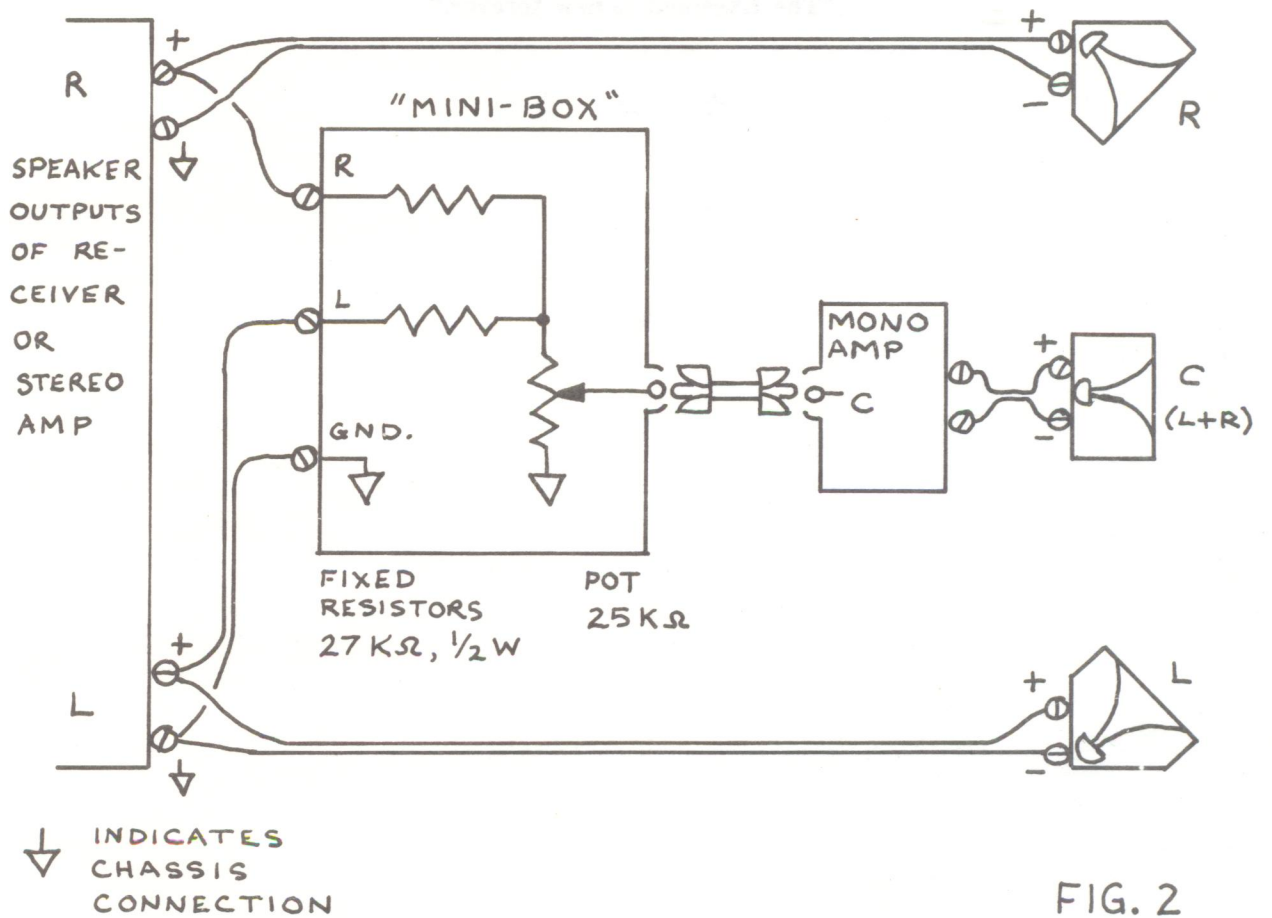 R
+
SPEAKER
OUTPUTS
OF RE-
CEIVER
OR
STEREO
AMP
L
+
"MINI-BOX"
R
L
GND.
FIXED
RESISTORS
27 KΩ, 1/2 W
POT
25 KΩ
MONO
AMP
C
+
-
R
+
-
C
(L+R)
+
-
L
INDICATES
CHASSIS
CONNECTION
FIG. 2